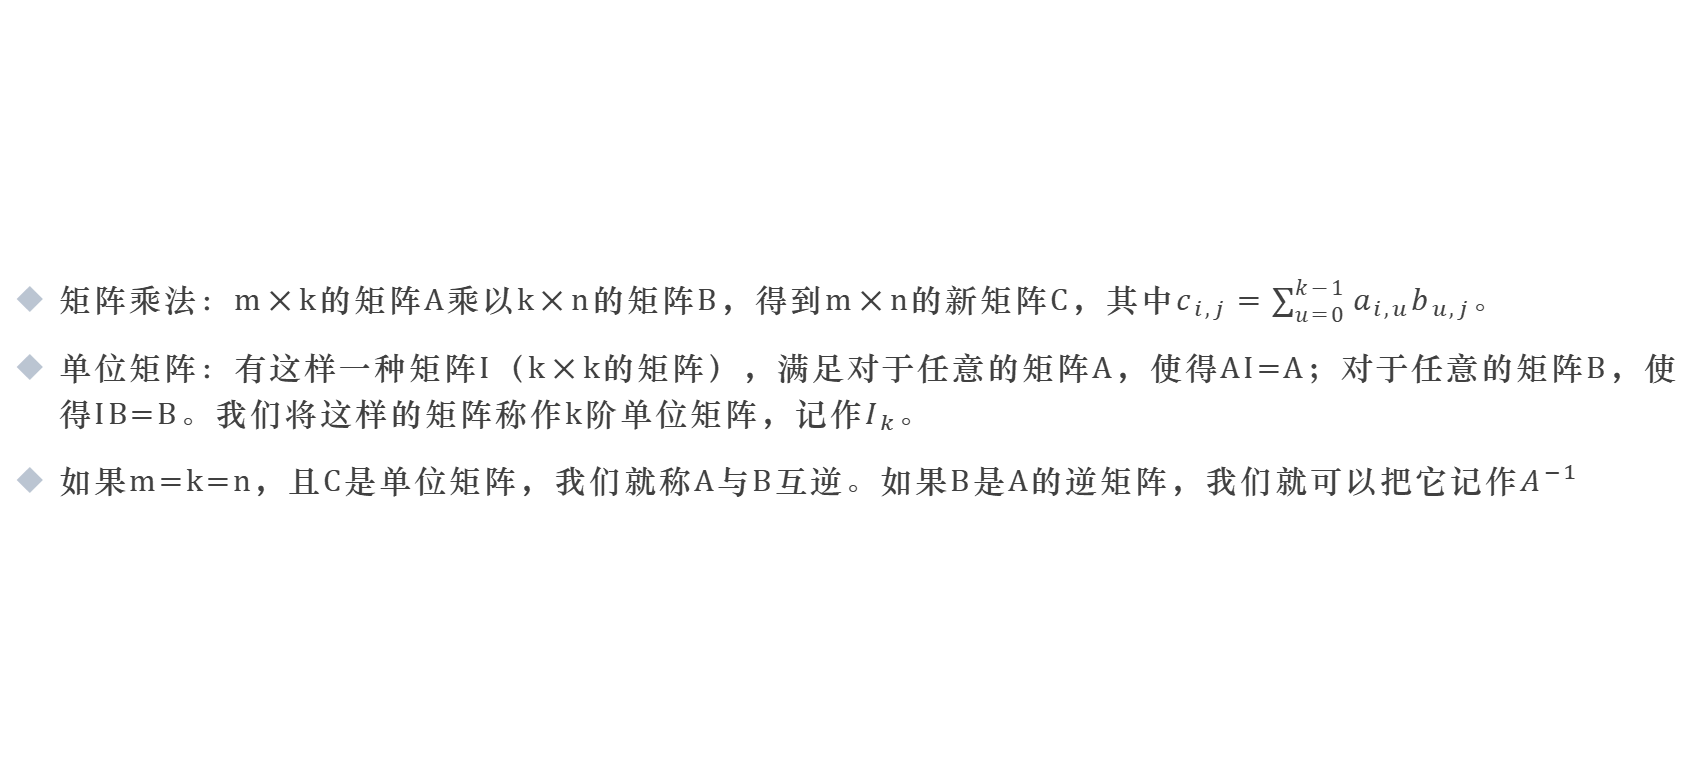 矩阵乘法：m×k的矩阵A乘以k×n的矩阵B，得到m×n的新矩阵C，其中$c_{i,j} = \sum_{u=0}^{k-1} a_{i,u} b_{u,j}$。
单位矩阵：有这样一种矩阵I（k×k的矩阵），满足对于任意的矩阵A，使得AI=A；对于任意的矩阵B，使
得IB=B。我们将这样的矩阵称作k阶单位矩阵，记作$I_k$。
如果m=k=n，且C是单位矩阵，我们就称A与B互逆。如果B是A的逆矩阵，我们就可以把它记作$A^{-1}$